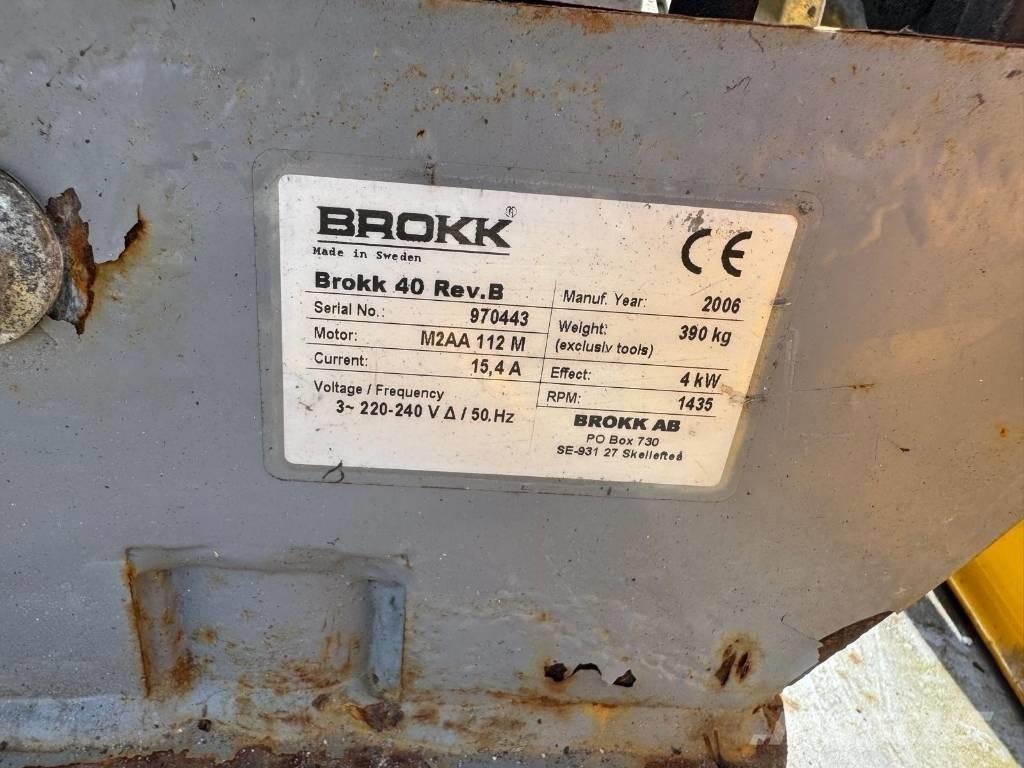 BROKK ®
Made in Sweden
CE
Brokk 40 Rev.B
Serial No.: 970443
Motor: M2AA 112 M
Current: 15,4 A
Voltage / Frequency
3~ 220-240 V Δ / 50. Hz
Manuf. Year: 2006
Weight: 390 kg
(exclusiv tools)
Effect: 4 kW
RPM: 1435
BROKK AB
PO Box 730
SE-931 27 Skellefteå